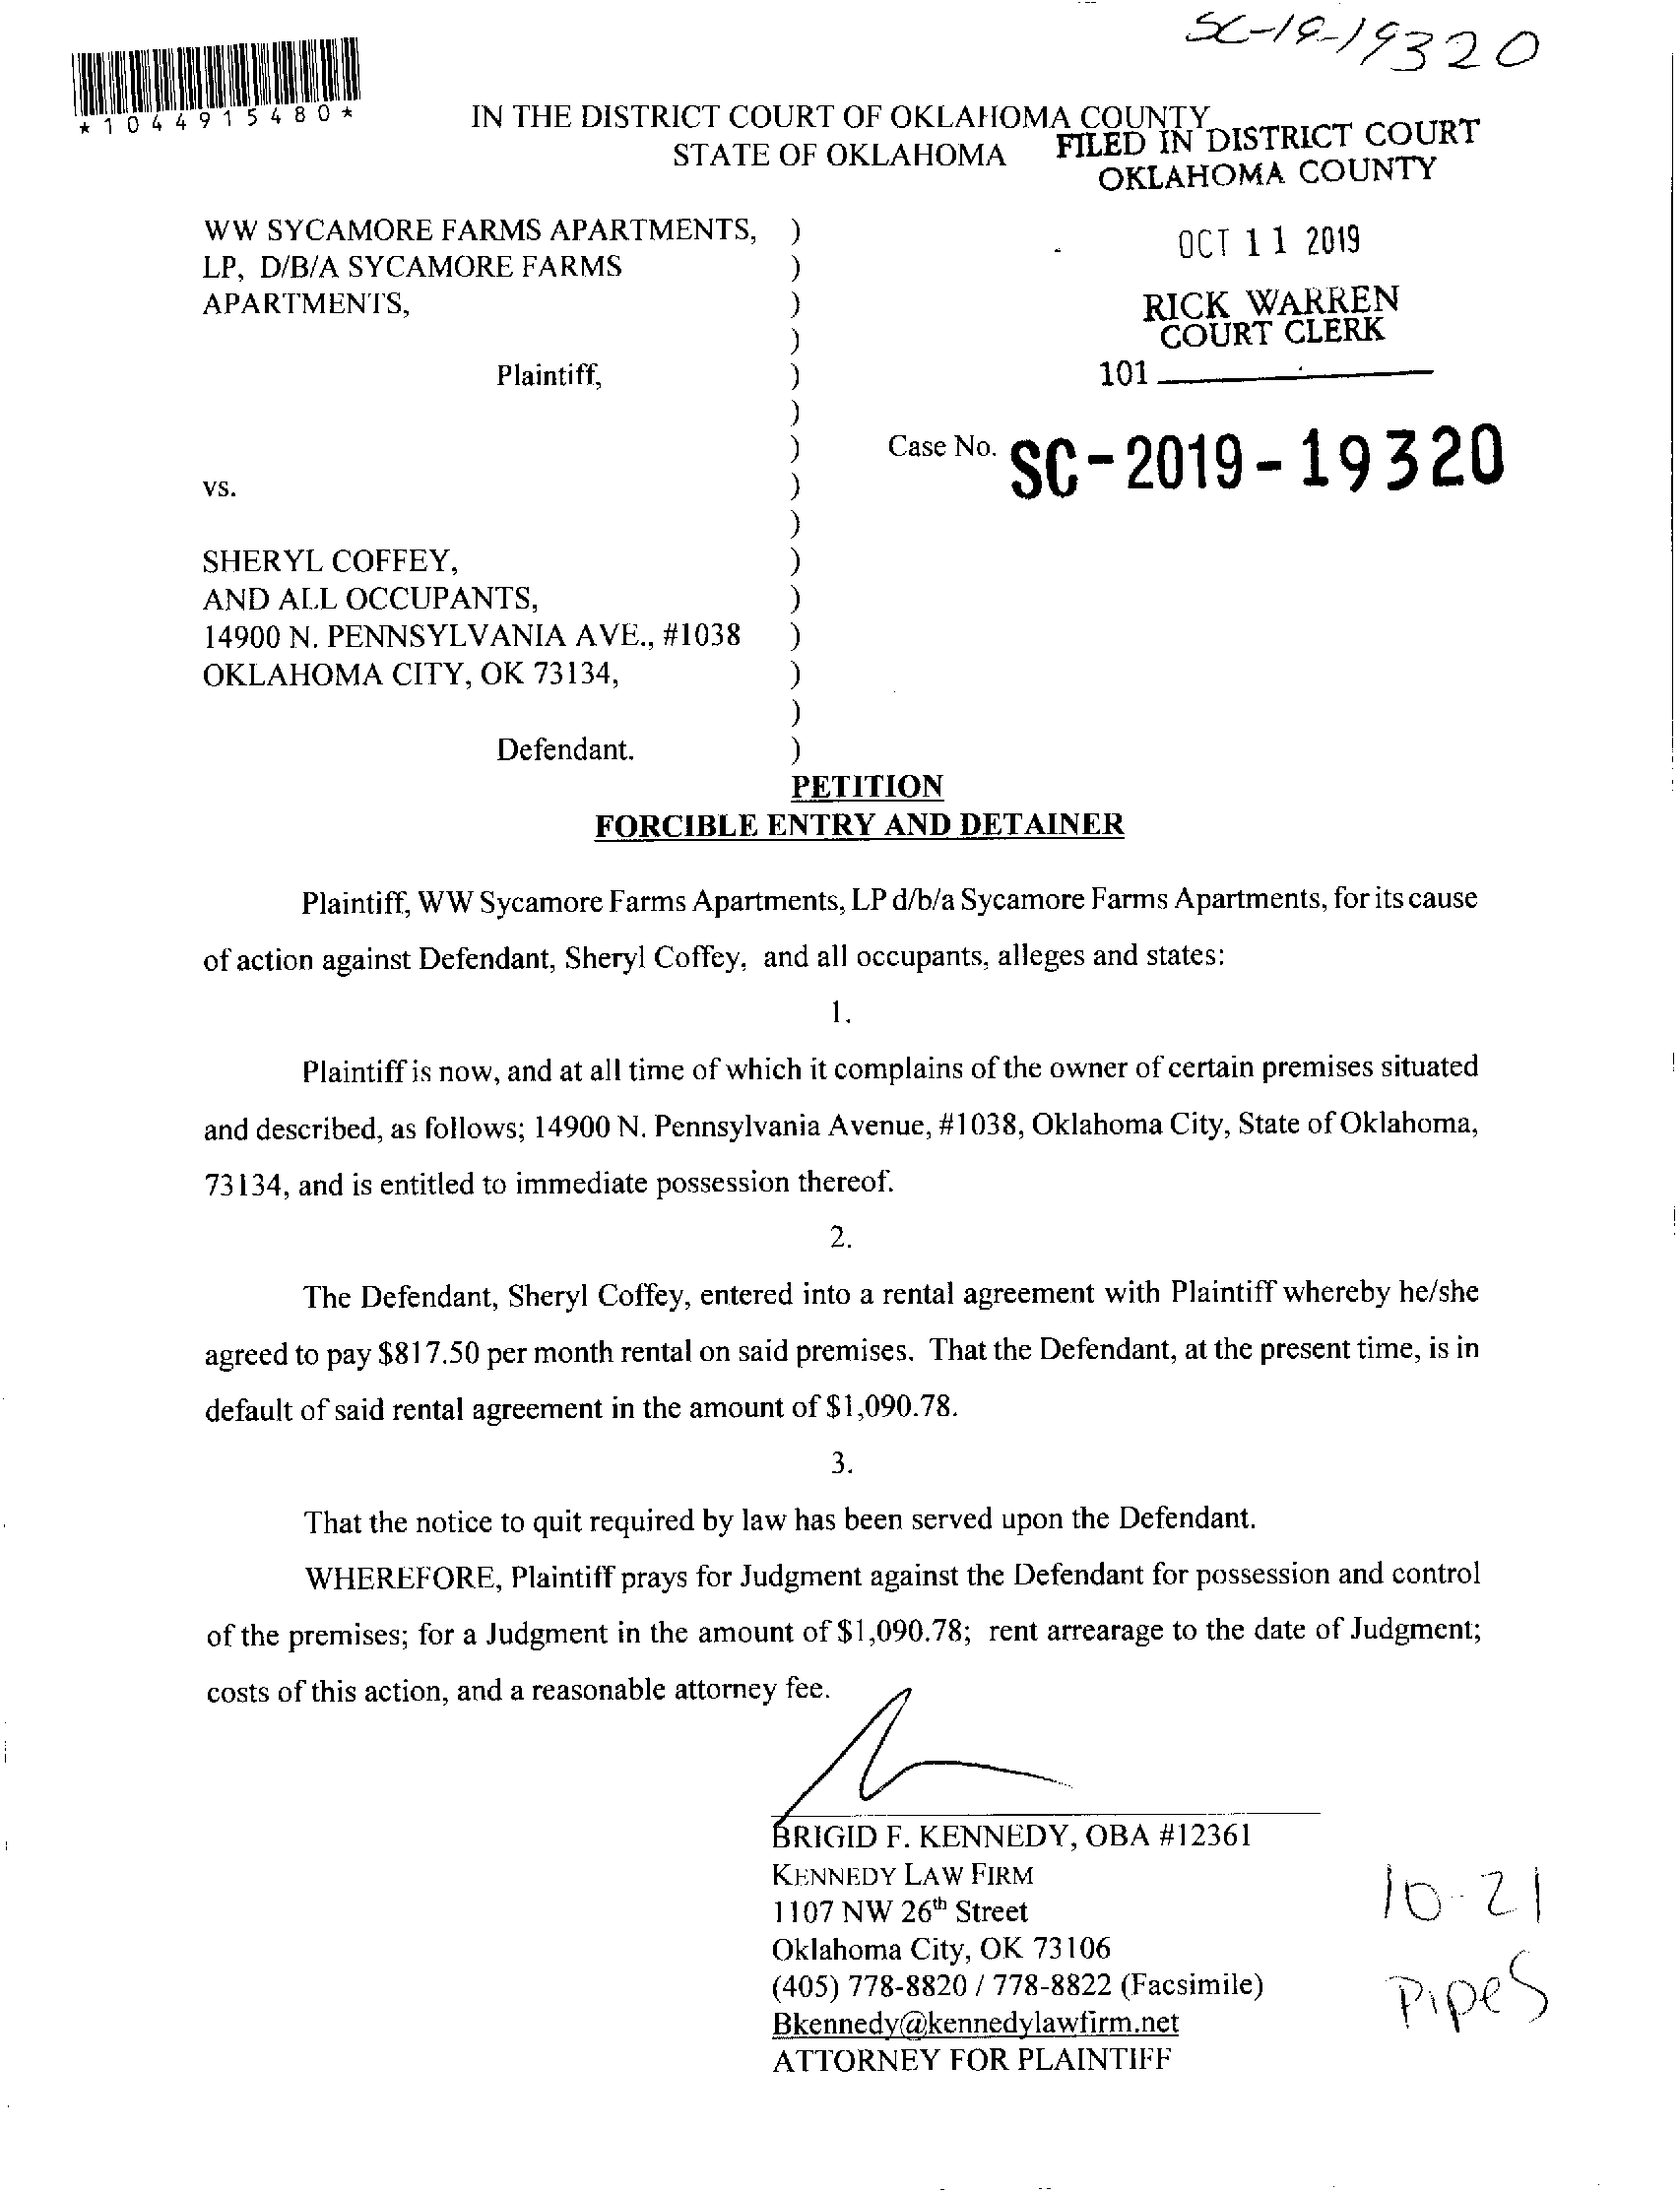 SC-19-19320
*1044915480*
IN THE DISTRICT COURT OF OKLAHOMA COUNTY
STATE OF OKLAHOMA
FILED IN DISTRICT COURT
OKLAHOMA COUNTY
OCT 11 2019
RICK WARREN
COURT CLERK
101
WW SYCAMORE FARMS APARTMENTS, )
LP, D/B/A SYCAMORE FARMS )
APARTMENTS, )
)
Plaintiff, )
)
) Case No. SC-2019-19320
vs. )
)
SHERYL COFFEY, )
AND ALL OCCUPANTS, )
14900 N. PENNSYLVANIA AVE., #1038 )
OKLAHOMA CITY, OK 73134, )
)
Defendant. )
PETITION
FORCIBLE ENTRY AND DETAINER
Plaintiff, WW Sycamore Farms Apartments, LP d/b/a Sycamore Farms Apartments, for its cause
of action against Defendant, Sheryl Coffey, and all occupants, alleges and states:
1.
Plaintiff is now, and at all time of which it complains of the owner of certain premises situated
and described, as follows; 14900 N. Pennsylvania Avenue, #1038, Oklahoma City, State of Oklahoma,
73134, and is entitled to immediate possession thereof.
2.
The Defendant, Sheryl Coffey, entered into a rental agreement with Plaintiff whereby he/she
agreed to pay $817.50 per month rental on said premises. That the Defendant, at the present time, is in
default of said rental agreement in the amount of $1,090.78.
3.
That the notice to quit required by law has been served upon the Defendant.
WHEREFORE, Plaintiff prays for Judgment against the Defendant for possession and control
of the premises; for a Judgment in the amount of $1,090.78; rent arrearage to the date of Judgment;
costs of this action, and a reasonable attorney fee.
BRIGID F. KENNEDY, OBA #12361
KENNEDY LAW FIRM
1107 NW 26th Street
Oklahoma City, OK 73106
(405) 778-8820 / 778-8822 (Facsimile)
Bkennedy@kennedylawfirm.net
ATTORNEY FOR PLAINTIFF
10-21
Pipes